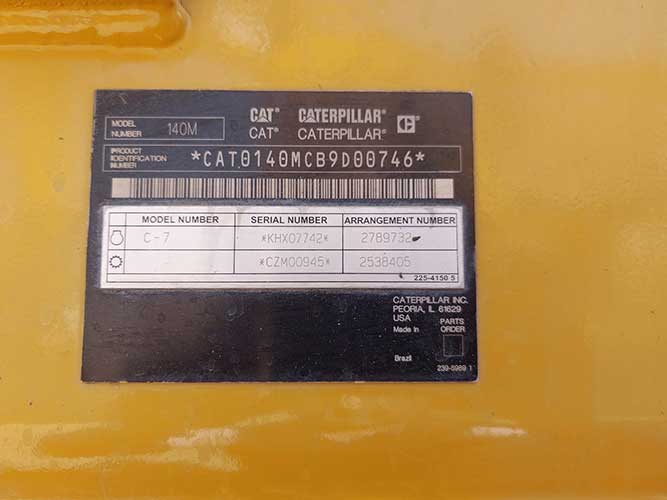 CAT CATERPILLAR
CAT® CATERPILLAR® C
MODEL NUMBER 140M
PRODUCT IDENTIFICATION NUMBER *CAT0140MCB9D00746*
MODEL NUMBER SERIAL NUMBER ARRANGEMENT NUMBER
C-7 *KHX07742* 2789732
*CZM00945* 2538405
225-4150 5
CATERPILLAR INC.
PEORIA, IL 61629
USA
Made in PARTS ORDER
Brazil
239-5969 1